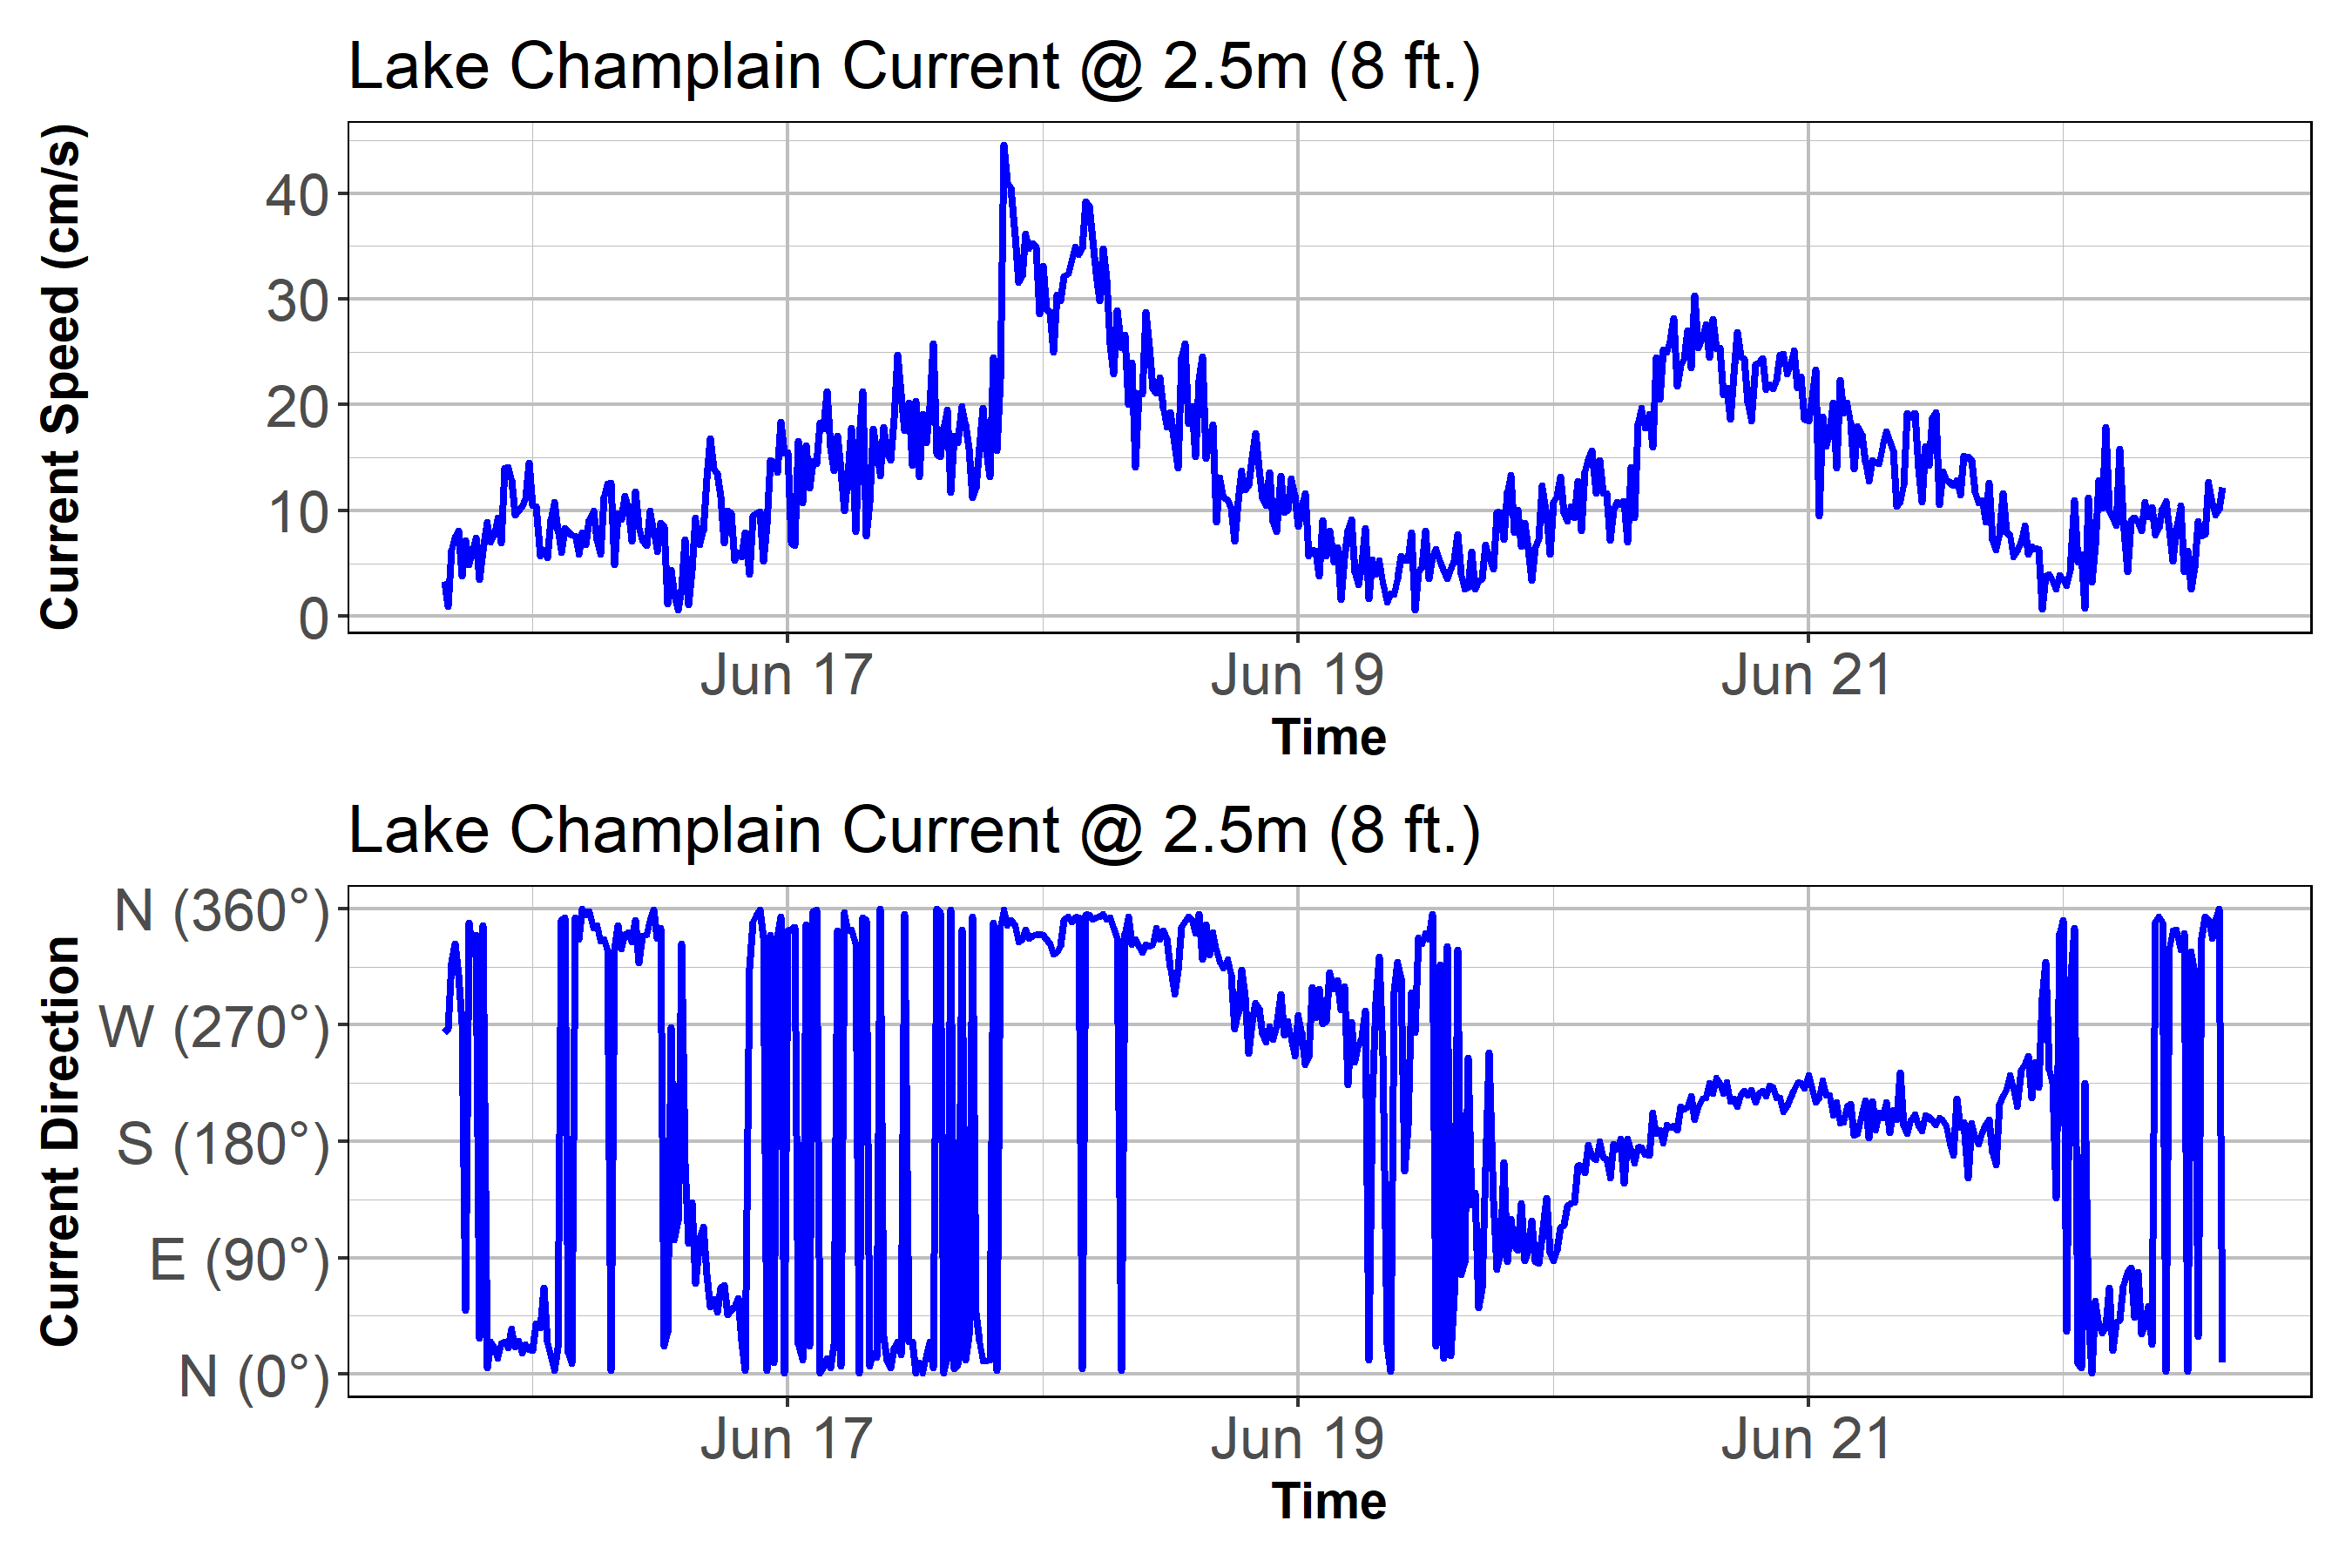 Lake Champlain Current @ 2.5m (8 ft.)
Current Speed (cm/s)
40
30
20
10
0
Jun 17
Jun 19
Jun 21
Time
Lake Champlain Current @ 2.5m (8 ft.)
Current Direction
N (360°)
W (270°)
S (180°)
E (90°)
N (0°)
Jun 17
Jun 19
Jun 21
Time